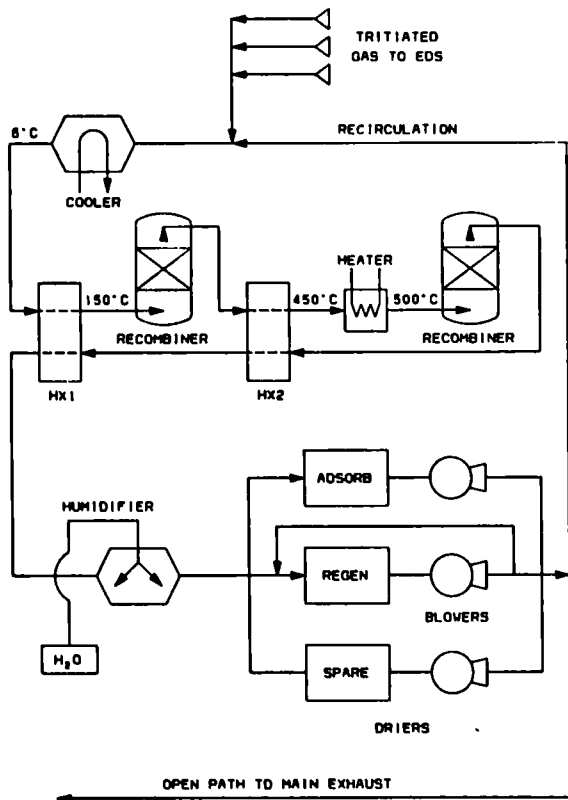 TRITIATED
GAS TO EDS
RECIRCULATION
8°C
COOLER
HEATER
150°C
450°C
500°C
RECOMBINER
RECOMBINER
HX1
HX2
HUMIDIFIER
H₂O
ADSORB
REGEN
BLOWERS
SPARE
DRIERS
OPEN PATH TO MAIN EXHAUST